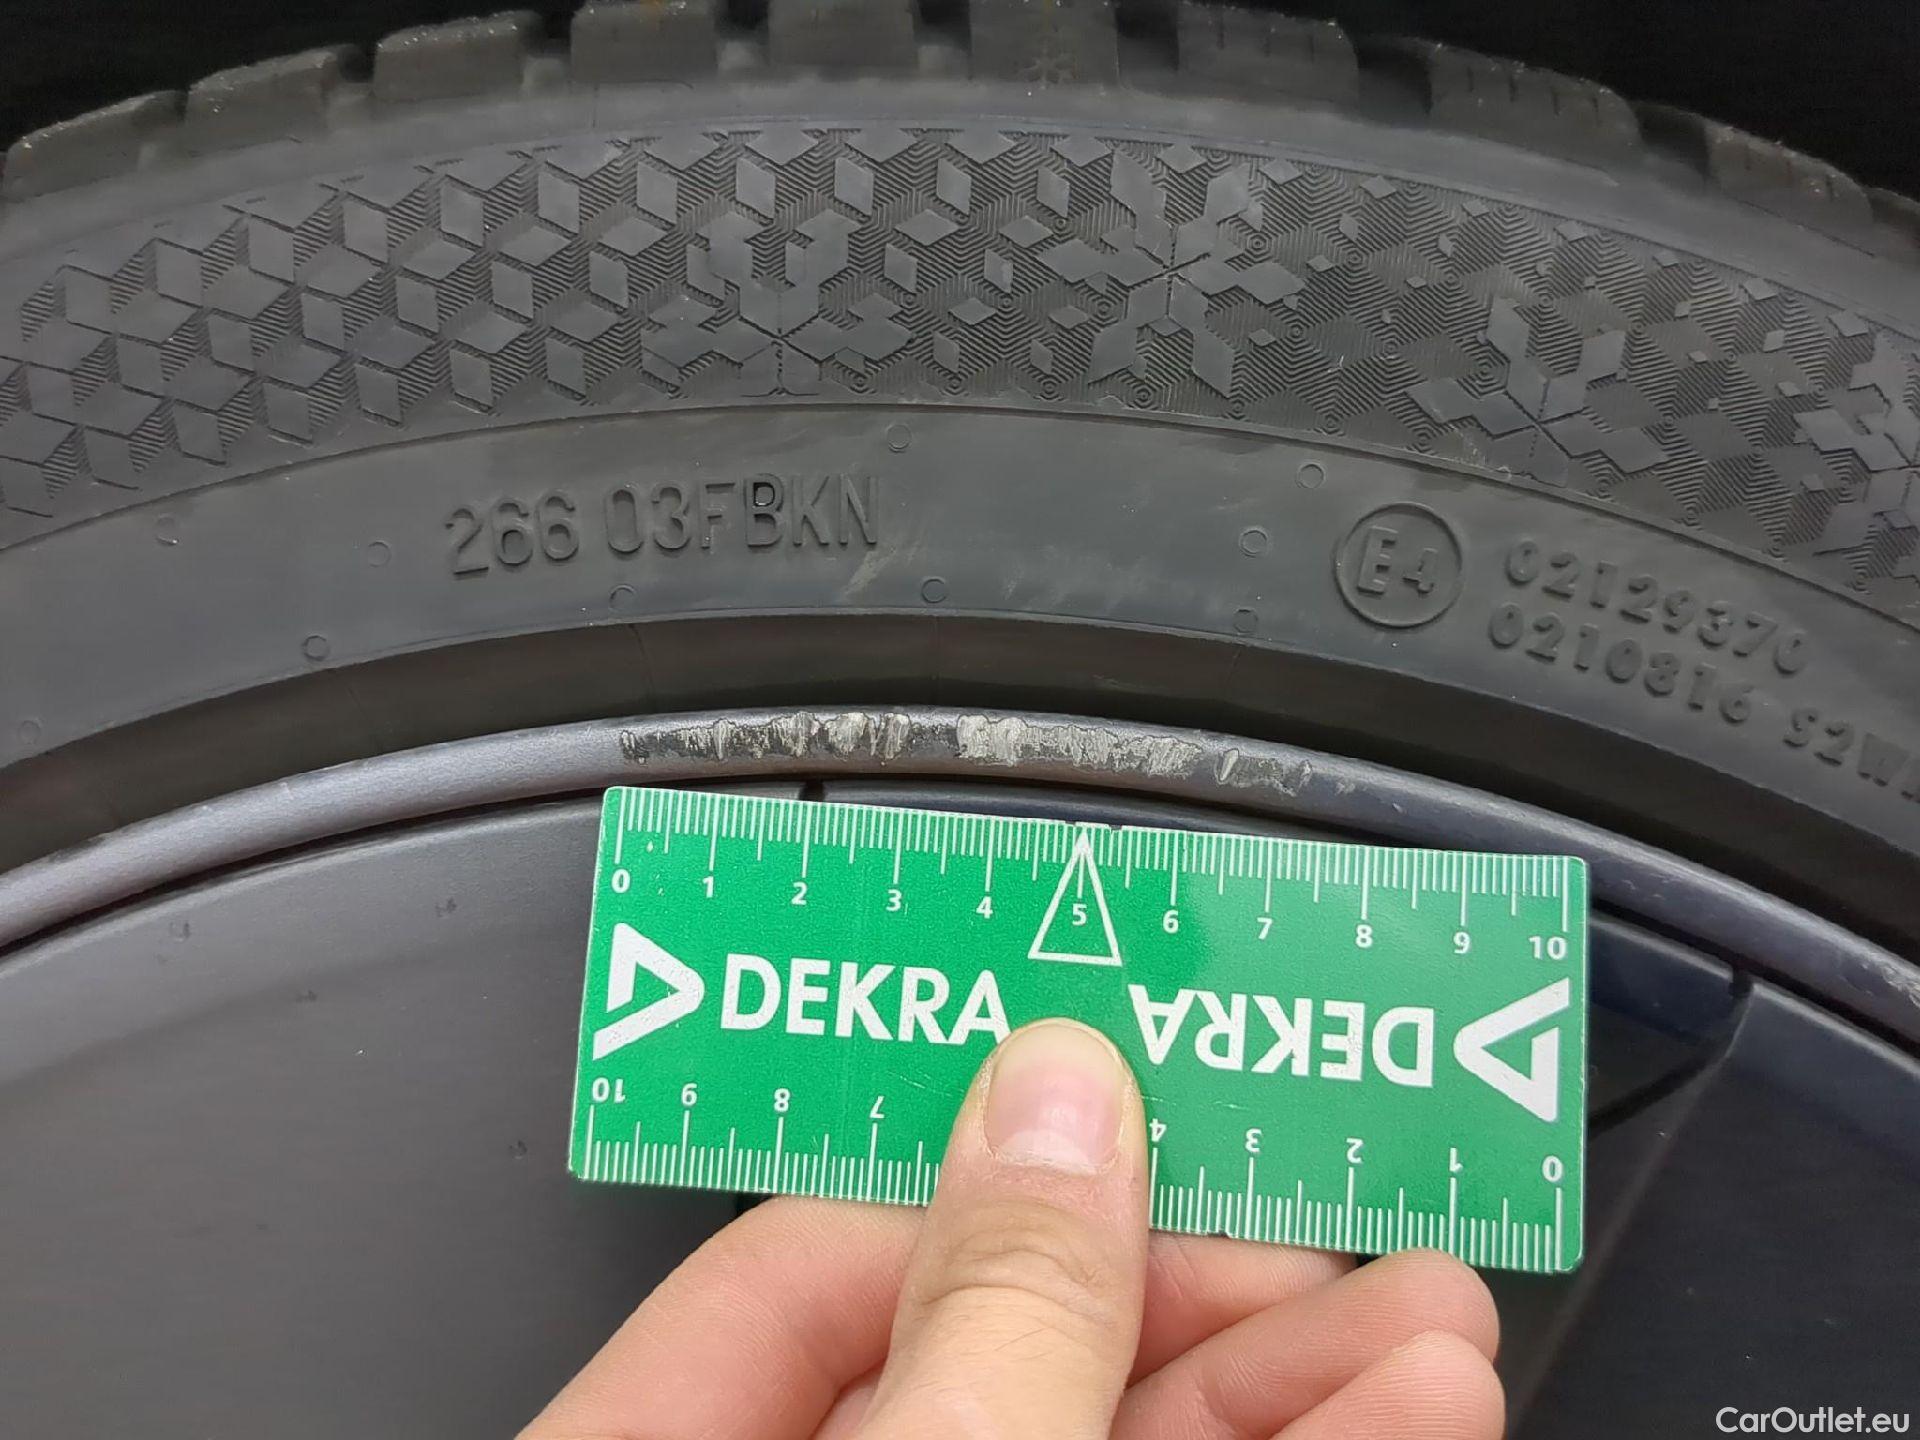 266 03FBKN
E4
02129370
0210816 S2W
0 1 2 3 4 5 6 7 8 9 10
DEKRA
DEKRA
10 9 8 7 4 3 2 1 0
CarOutlet.eu